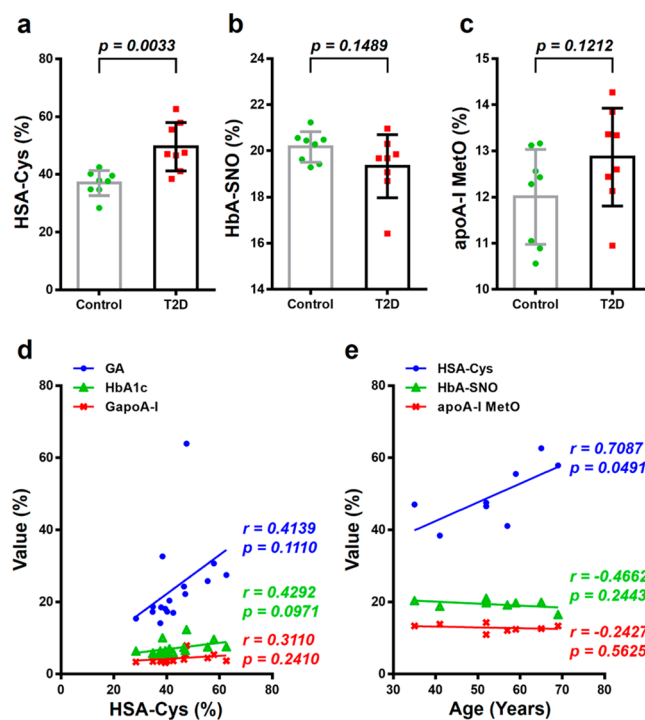 a
p = 0.0033
HSA-Cys (%)
80
60
40
20
0
Control
T2D
b
p = 0.1489
HbA-SNO (%)
24
22
20
18
16
14
Control
T2D
c
p = 0.1212
apoA-I MetO (%)
15
14
13
12
11
10
Control
T2D
d
GA
HbA1c
GapoA-I
Value (%)
80
60
40
20
0
r = 0.4139
p = 0.1110
r = 0.4292
p = 0.0971
r = 0.3110
p = 0.2410
20
40
60
80
HSA-Cys (%)
e
HSA-Cys
HbA-SNO
apoA-I MetO
Value (%)
80
60
40
20
0
r = 0.7087
p = 0.0491
r = -0.4662
p = 0.2443
r = -0.2427
p = 0.5625
30
40
50
60
70
80
Age (Years)